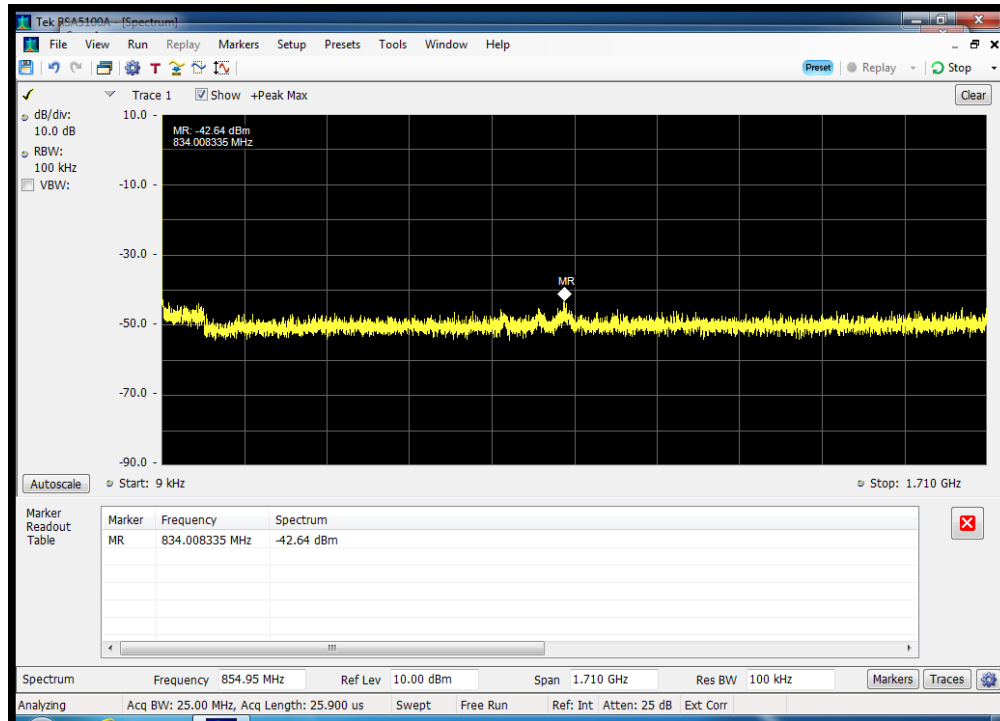 Tek RSA5100A - [Spectrum]
File View Run Replay Markers Setup Presets Tools Window Help
T Preset Replay Stop
Trace 1 Show +Peak Max Clear
dB/div:
10.0 dB
RBW:
100 kHz
VBW:
10.0
-10.0
-30.0
-50.0
-70.0
-90.0
MR: -42.64 dBm
834.008335 MHz
MR
Autoscale Start: 9 kHz Stop: 1.710 GHz
Marker
Readout
Table
Marker Frequency Spectrum
MR 834.008335 MHz -42.64 dBm
Spectrum Frequency 854.95 MHz Ref Lev 10.00 dBm Span 1.710 GHz Res BW 100 kHz Markers Traces
Analyzing Acq BW: 25.00 MHz, Acq Length: 25.900 us Swept Free Run Ref: Int Atten: 25 dB Ext Corr